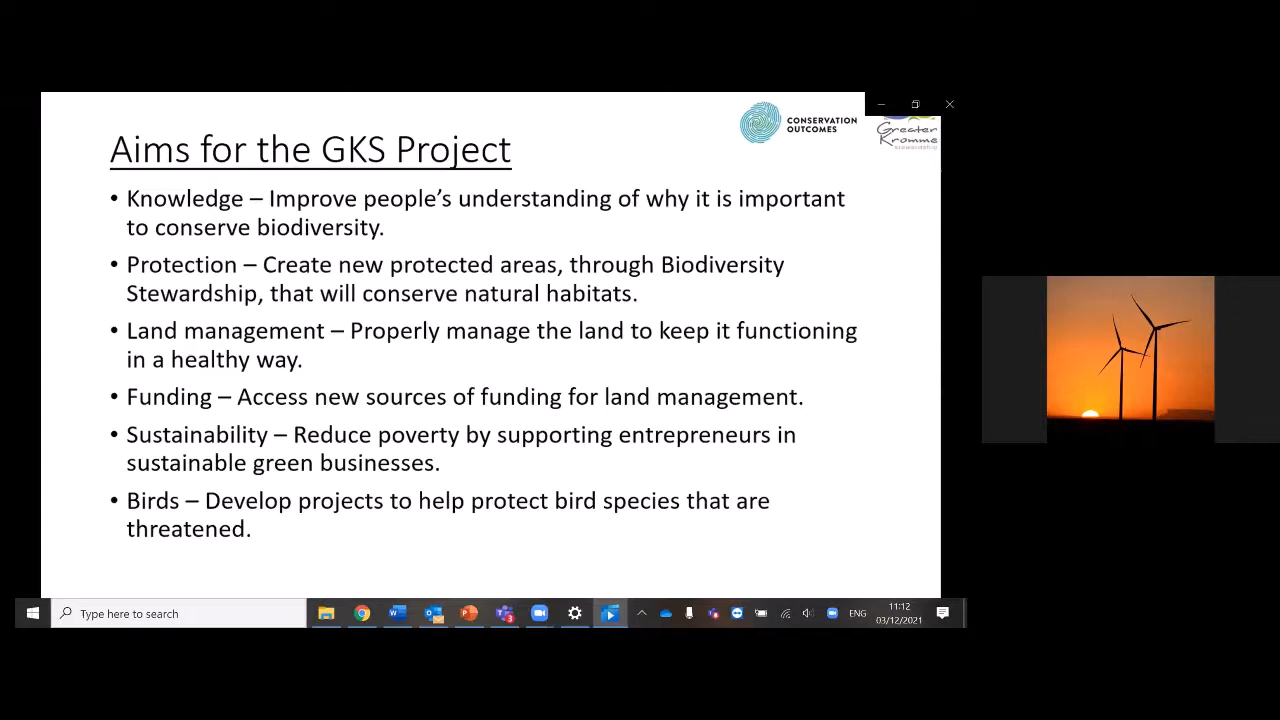 CONSERVATION
OUTCOMES
Greater
Kromme
stewardship
Aims for the GKS Project
• Knowledge – Improve people’s understanding of why it is important
to conserve biodiversity.
• Protection – Create new protected areas, through Biodiversity
Stewardship, that will conserve natural habitats.
• Land management – Properly manage the land to keep it functioning
in a healthy way.
• Funding – Access new sources of funding for land management.
• Sustainability – Reduce poverty by supporting entrepreneurs in
sustainable green businesses.
• Birds – Develop projects to help protect bird species that are
threatened.
Type here to search
3
ENG
11:12
03/12/2021